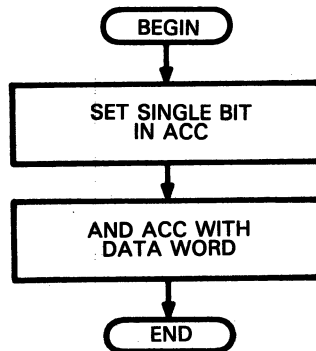 BEGIN
SET SINGLE BIT
IN ACC
AND ACC WITH
DATA WORD
END